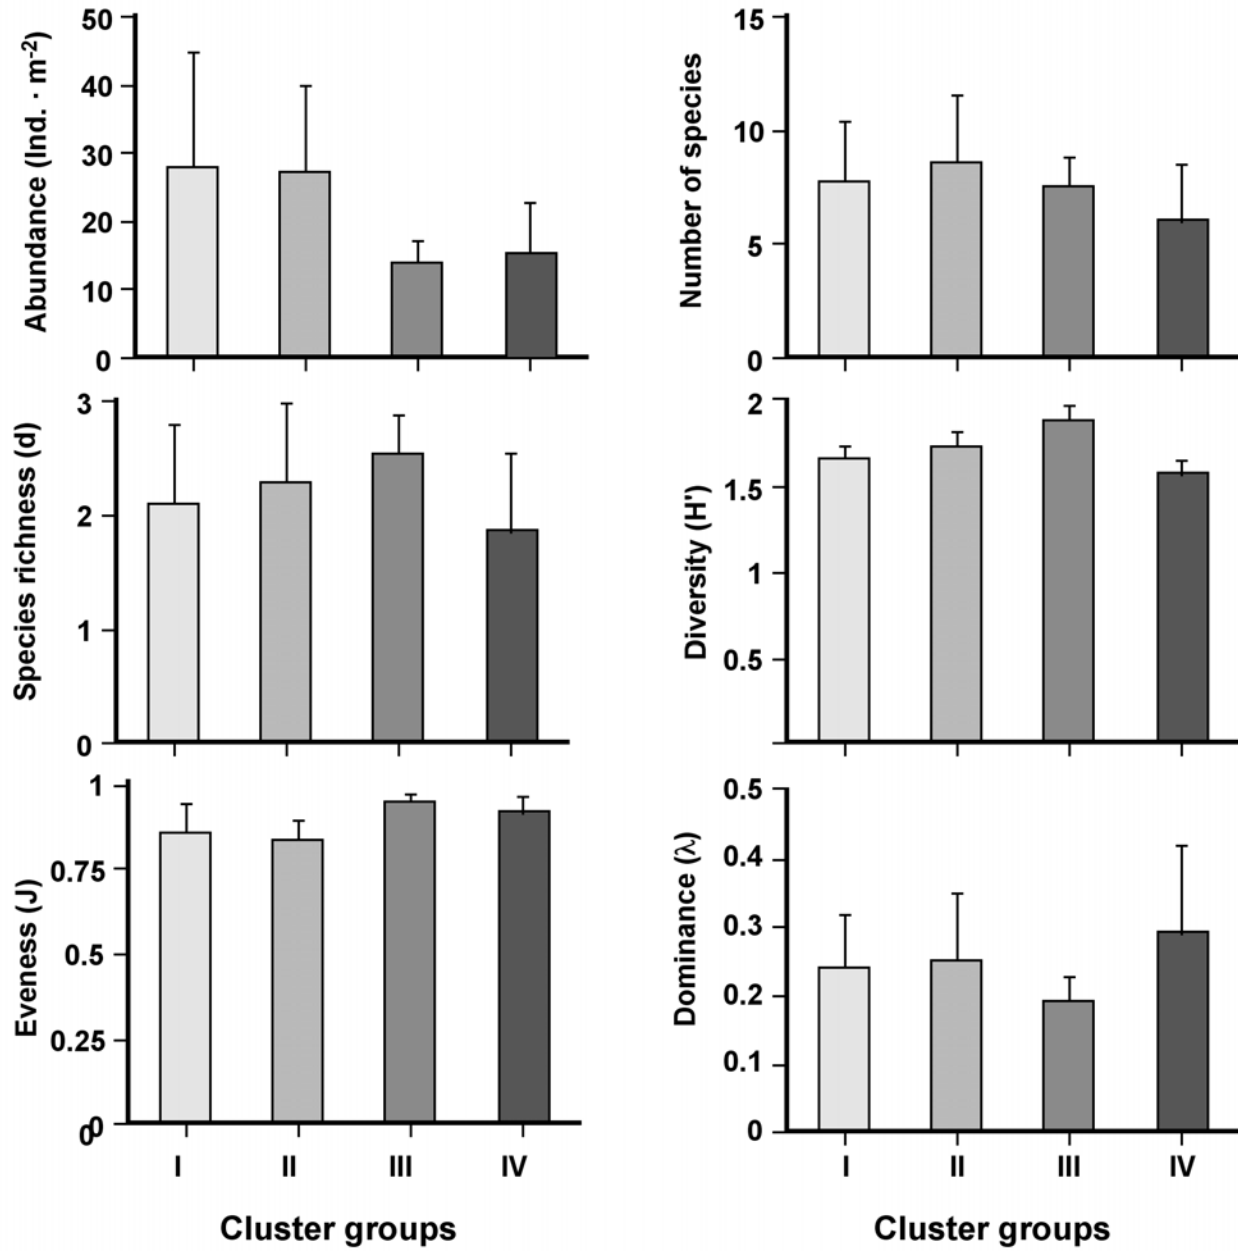 Abundance (Ind. · m-2)
50
40
30
20
10
0
Number of species
15
10
5
0
Species richness (d)
3
2
1
0
Diversity (H')
2
1.5
1
0.5
Eveness (J)
1
0.75
0.5
0.25
0
0
I
II
III
IV
Cluster groups
Dominance (λ)
0.5
0.4
0.3
0.2
0.1
0
I
II
III
IV
Cluster groups